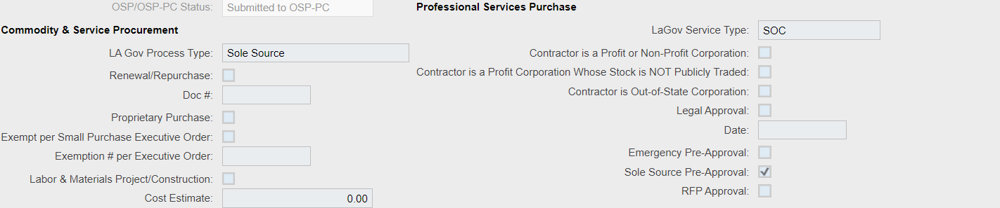 OSP/OSP-PC Status: Submitted to OSP-PC
Commodity & Service Procurement
LA Gov Process Type: Sole Source
Renewal/Repurchase:
Doc #:
Proprietary Purchase:
Exempt per Small Purchase Executive Order:
Exemption # per Executive Order:
Labor & Materials Project/Construction:
Cost Estimate: 0.00
Professional Services Purchase
LaGov Service Type: SOC
Contractor is a Profit or Non-Profit Corporation:
Contractor is a Profit Corporation Whose Stock is NOT Publicly Traded:
Contractor is Out-of-State Corporation:
Legal Approval:
Date:
Emergency Pre-Approval:
Sole Source Pre-Approval:
RFP Approval: